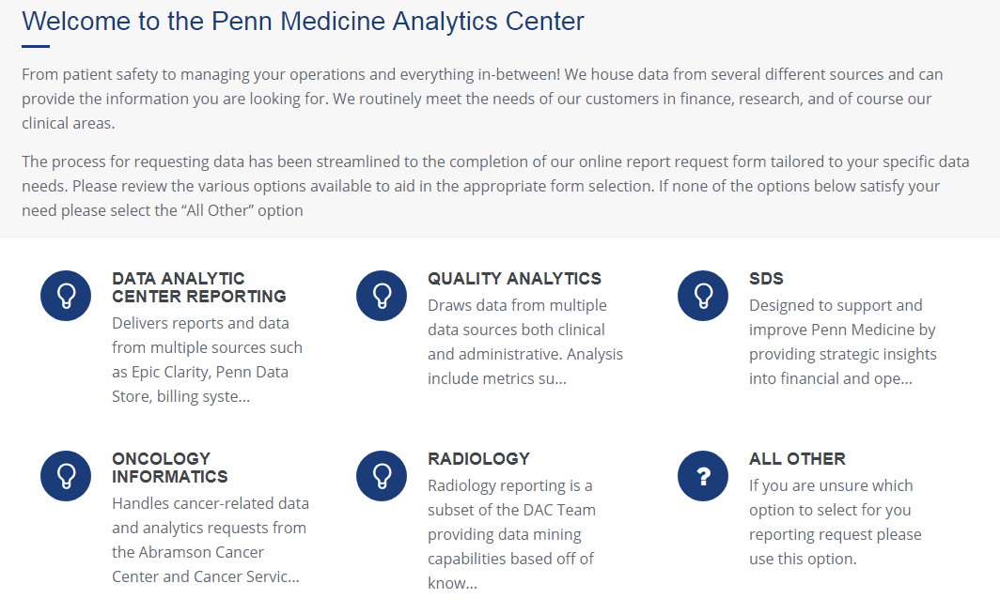 Welcome to the Penn Medicine Analytics Center
From patient safety to managing your operations and everything in-between! We house data from several different sources and can
provide the information you are looking for. We routinely meet the needs of our customers in finance, research, and of course our
clinical areas.
The process for requesting data has been streamlined to the completion of our online report request form tailored to your specific data
needs. Please review the various options available to aid in the appropriate form selection. If none of the options below satisfy your
need please select the “All Other” option
DATA ANALYTIC
CENTER REPORTING
Delivers reports and data
from multiple sources such
as Epic Clarity, Penn Data
Store, billing syste...
QUALITY ANALYTICS
Draws data from multiple
data sources both clinical
and administrative. Analysis
include metrics su...
SDS
Designed to support and
improve Penn Medicine by
providing strategic insights
into financial and ope...
ONCOLOGY
INFORMATICS
Handles cancer-related data
and analytics requests from
the Abramson Cancer
Center and Cancer Servic...
RADIOLOGY
Radiology reporting is a
subset of the DAC Team
providing data mining
capabilities based off of
know...
?
ALL OTHER
If you are unsure which
option to select for you
reporting request please
use this option.